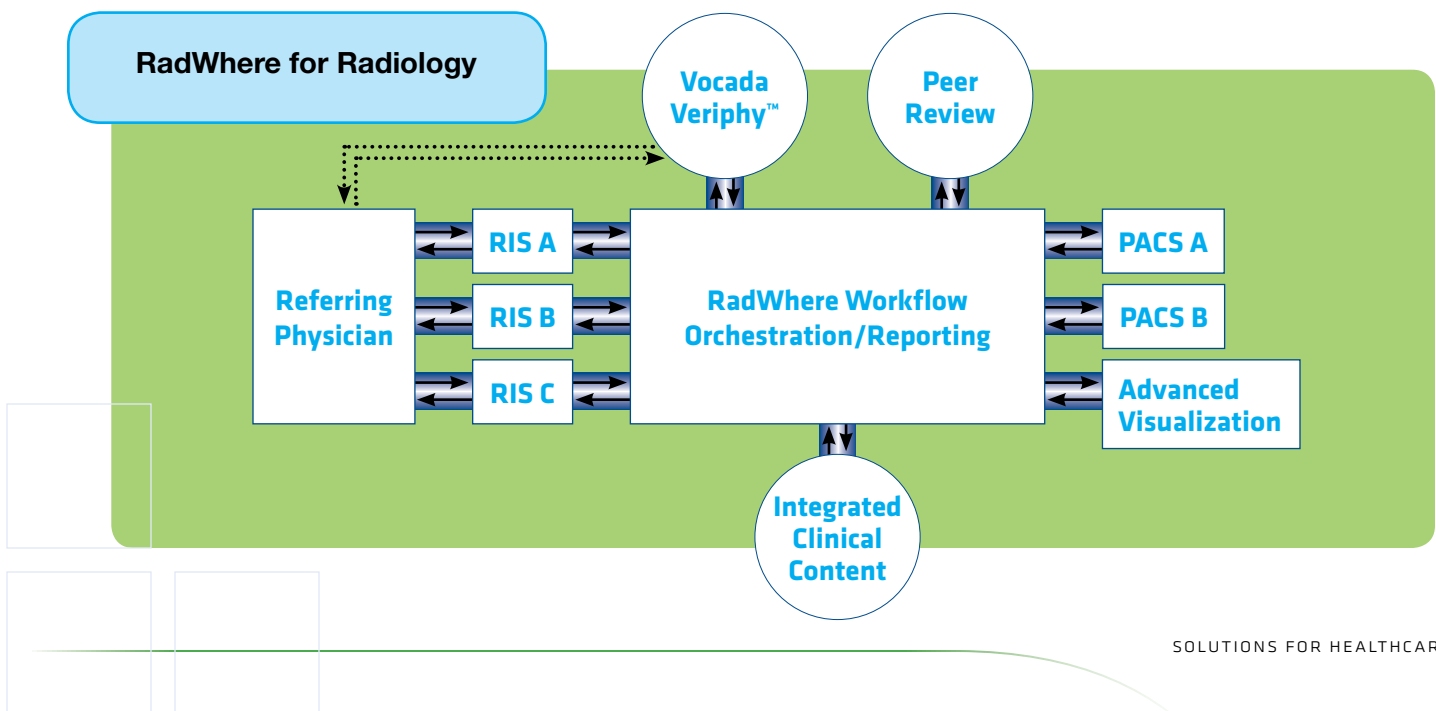 RadWhere for Radiology
Vocada
Veriphy™
Peer
Review
Referring
Physician
RIS A
RIS B
RIS C
RadWhere Workflow
Orchestration/Reporting
PACS A
PACS B
Advanced
Visualization
Integrated
Clinical
Content
SOLUTIONS FOR HEALTHCAR